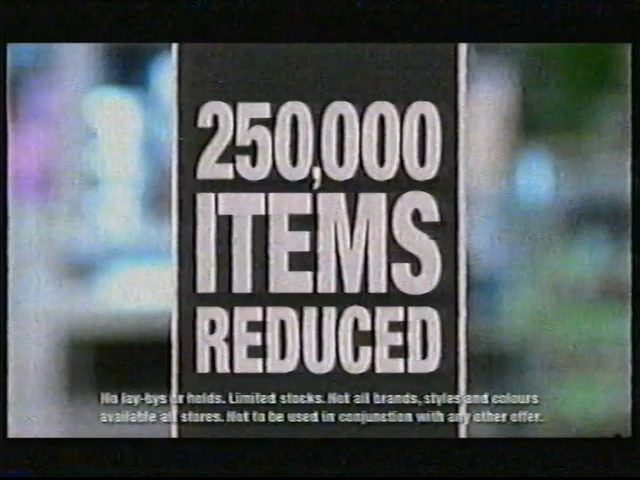 250,000
ITEMS
REDUCED
No lay-bys or holds. Limited stocks. Not all brands, styles and colours
available all stores. Not to be used in conjunction with any other offer.